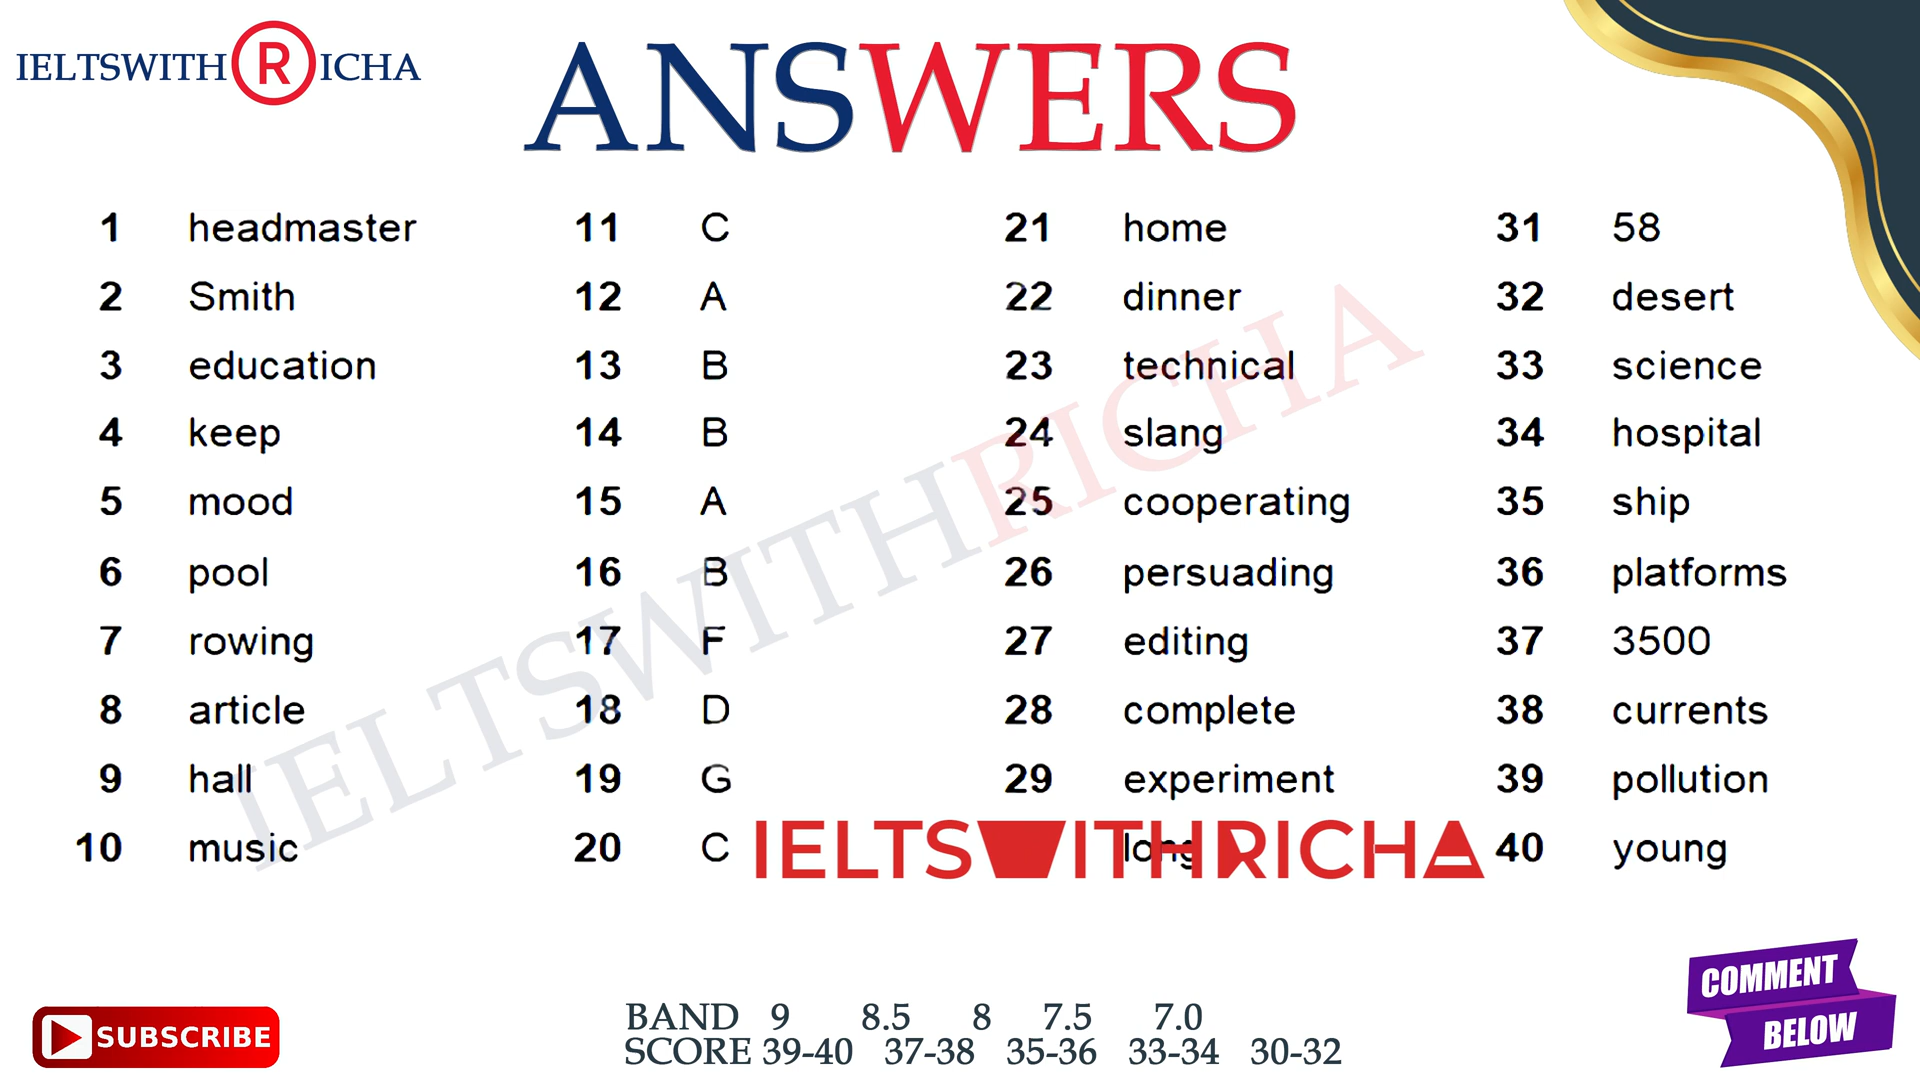 IELTSWITHRICHA
ANSWERS
1 headmaster
2 Smith
3 education
4 keep
5 mood
6 pool
7 rowing
8 article
9 hall
10 music
11 C
12 A
13 B
14 B
15 A
16 B
17 F
18 D
19 G
20 C
21 home
22 dinner
23 technical
24 slang
25 cooperating
26 persuading
27 editing
28 complete
29 experiment
long
31 58
32 desert
33 science
34 hospital
35 ship
36 platforms
37 3500
38 currents
39 pollution
40 young
IELTSWITHRICHA
IELTSWITHRICHA
BAND 9 8.5 8 7.5 7.0
SCORE 39-40 37-38 35-36 33-34 30-32
SUBSCRIBE
COMMENT
BELOW